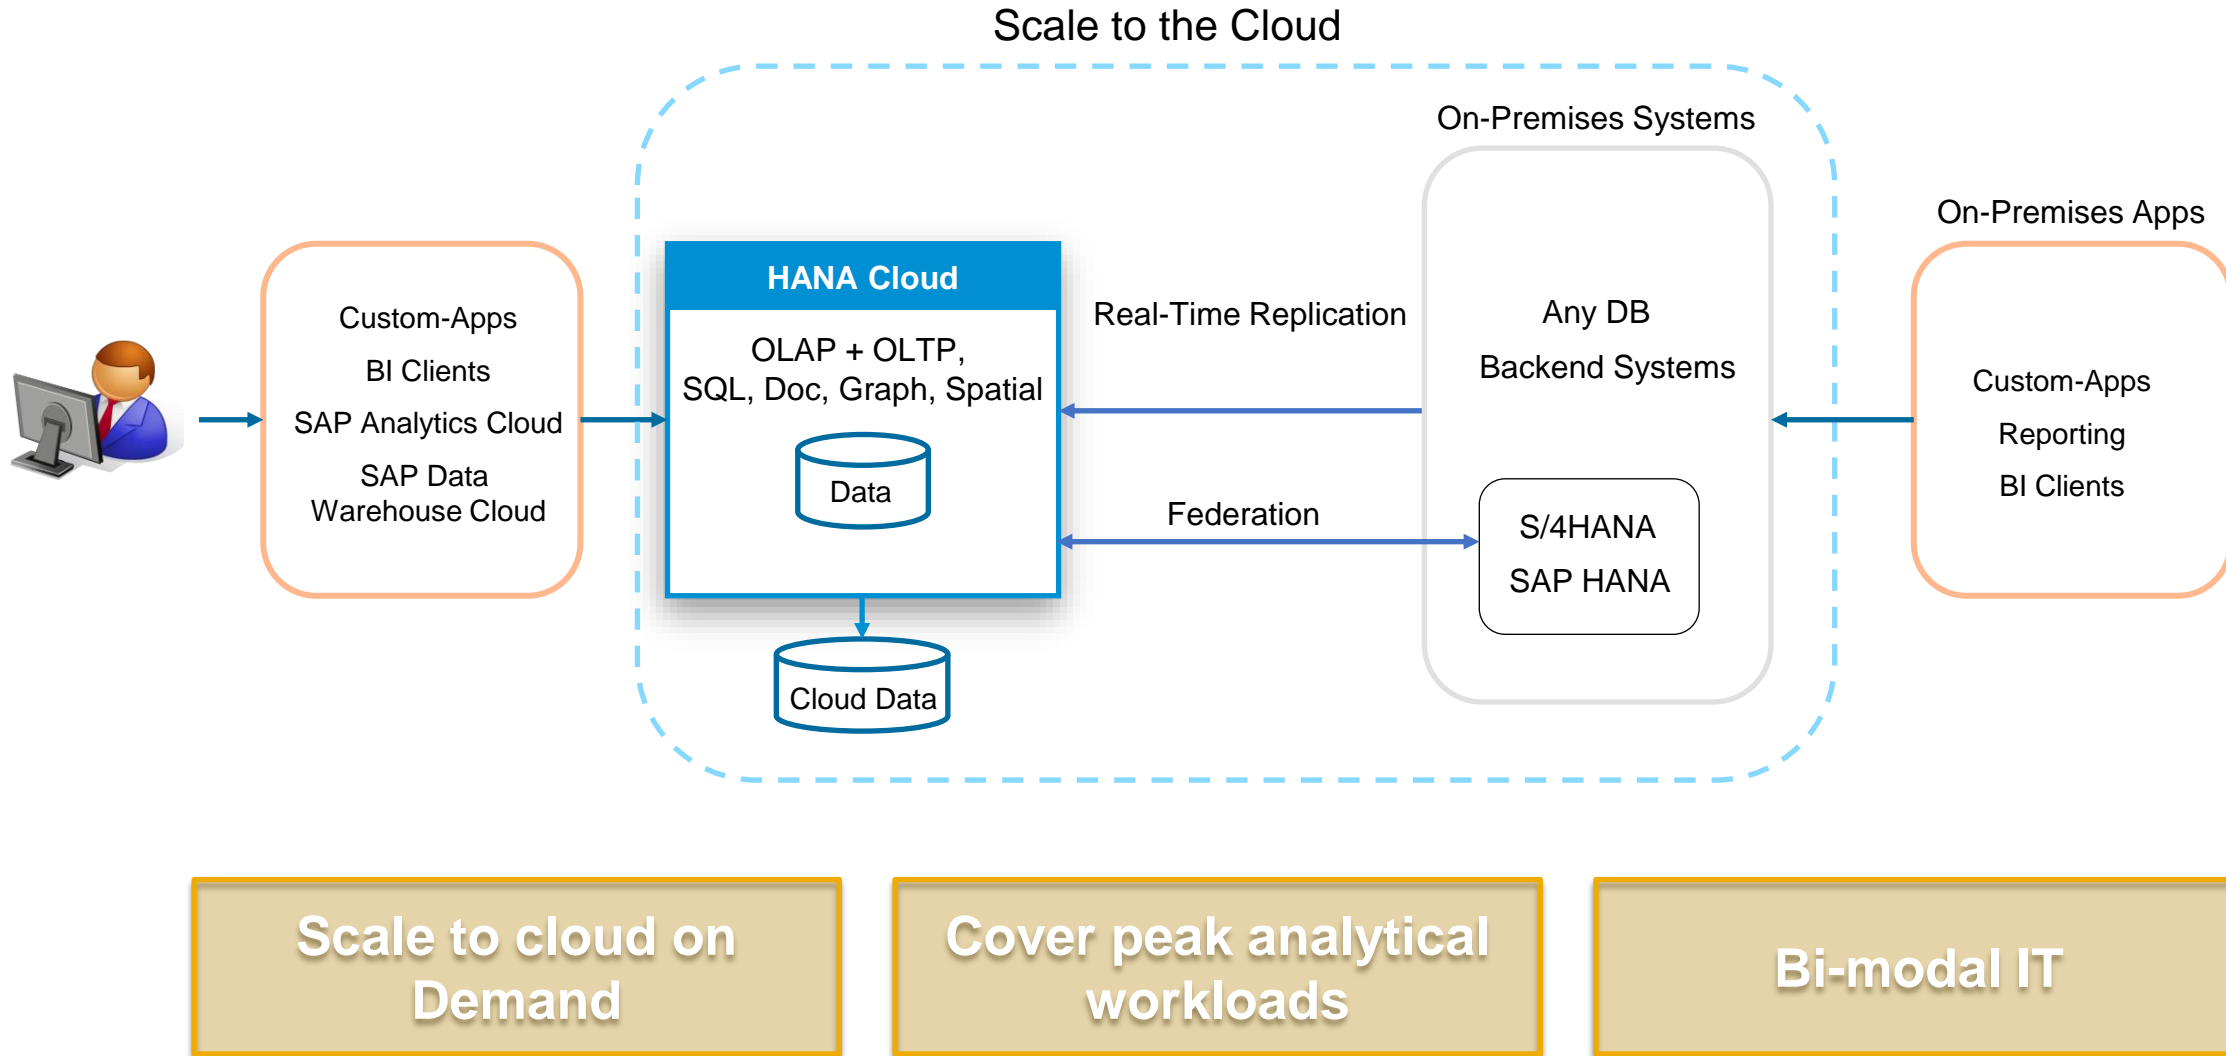 Scale to the Cloud
On-Premises Systems
On-Premises Apps
Custom-Apps
BI Clients
SAP Analytics Cloud
SAP Data
Warehouse Cloud
HANA Cloud
OLAP + OLTP,
SQL, Doc, Graph, Spatial
Data
Cloud Data
Real-Time Replication
Federation
Any DB
Backend Systems
S/4HANA
SAP HANA
Custom-Apps
Reporting
BI Clients
Scale to cloud on
Demand
Cover peak analytical
workloads
Bi-modal IT